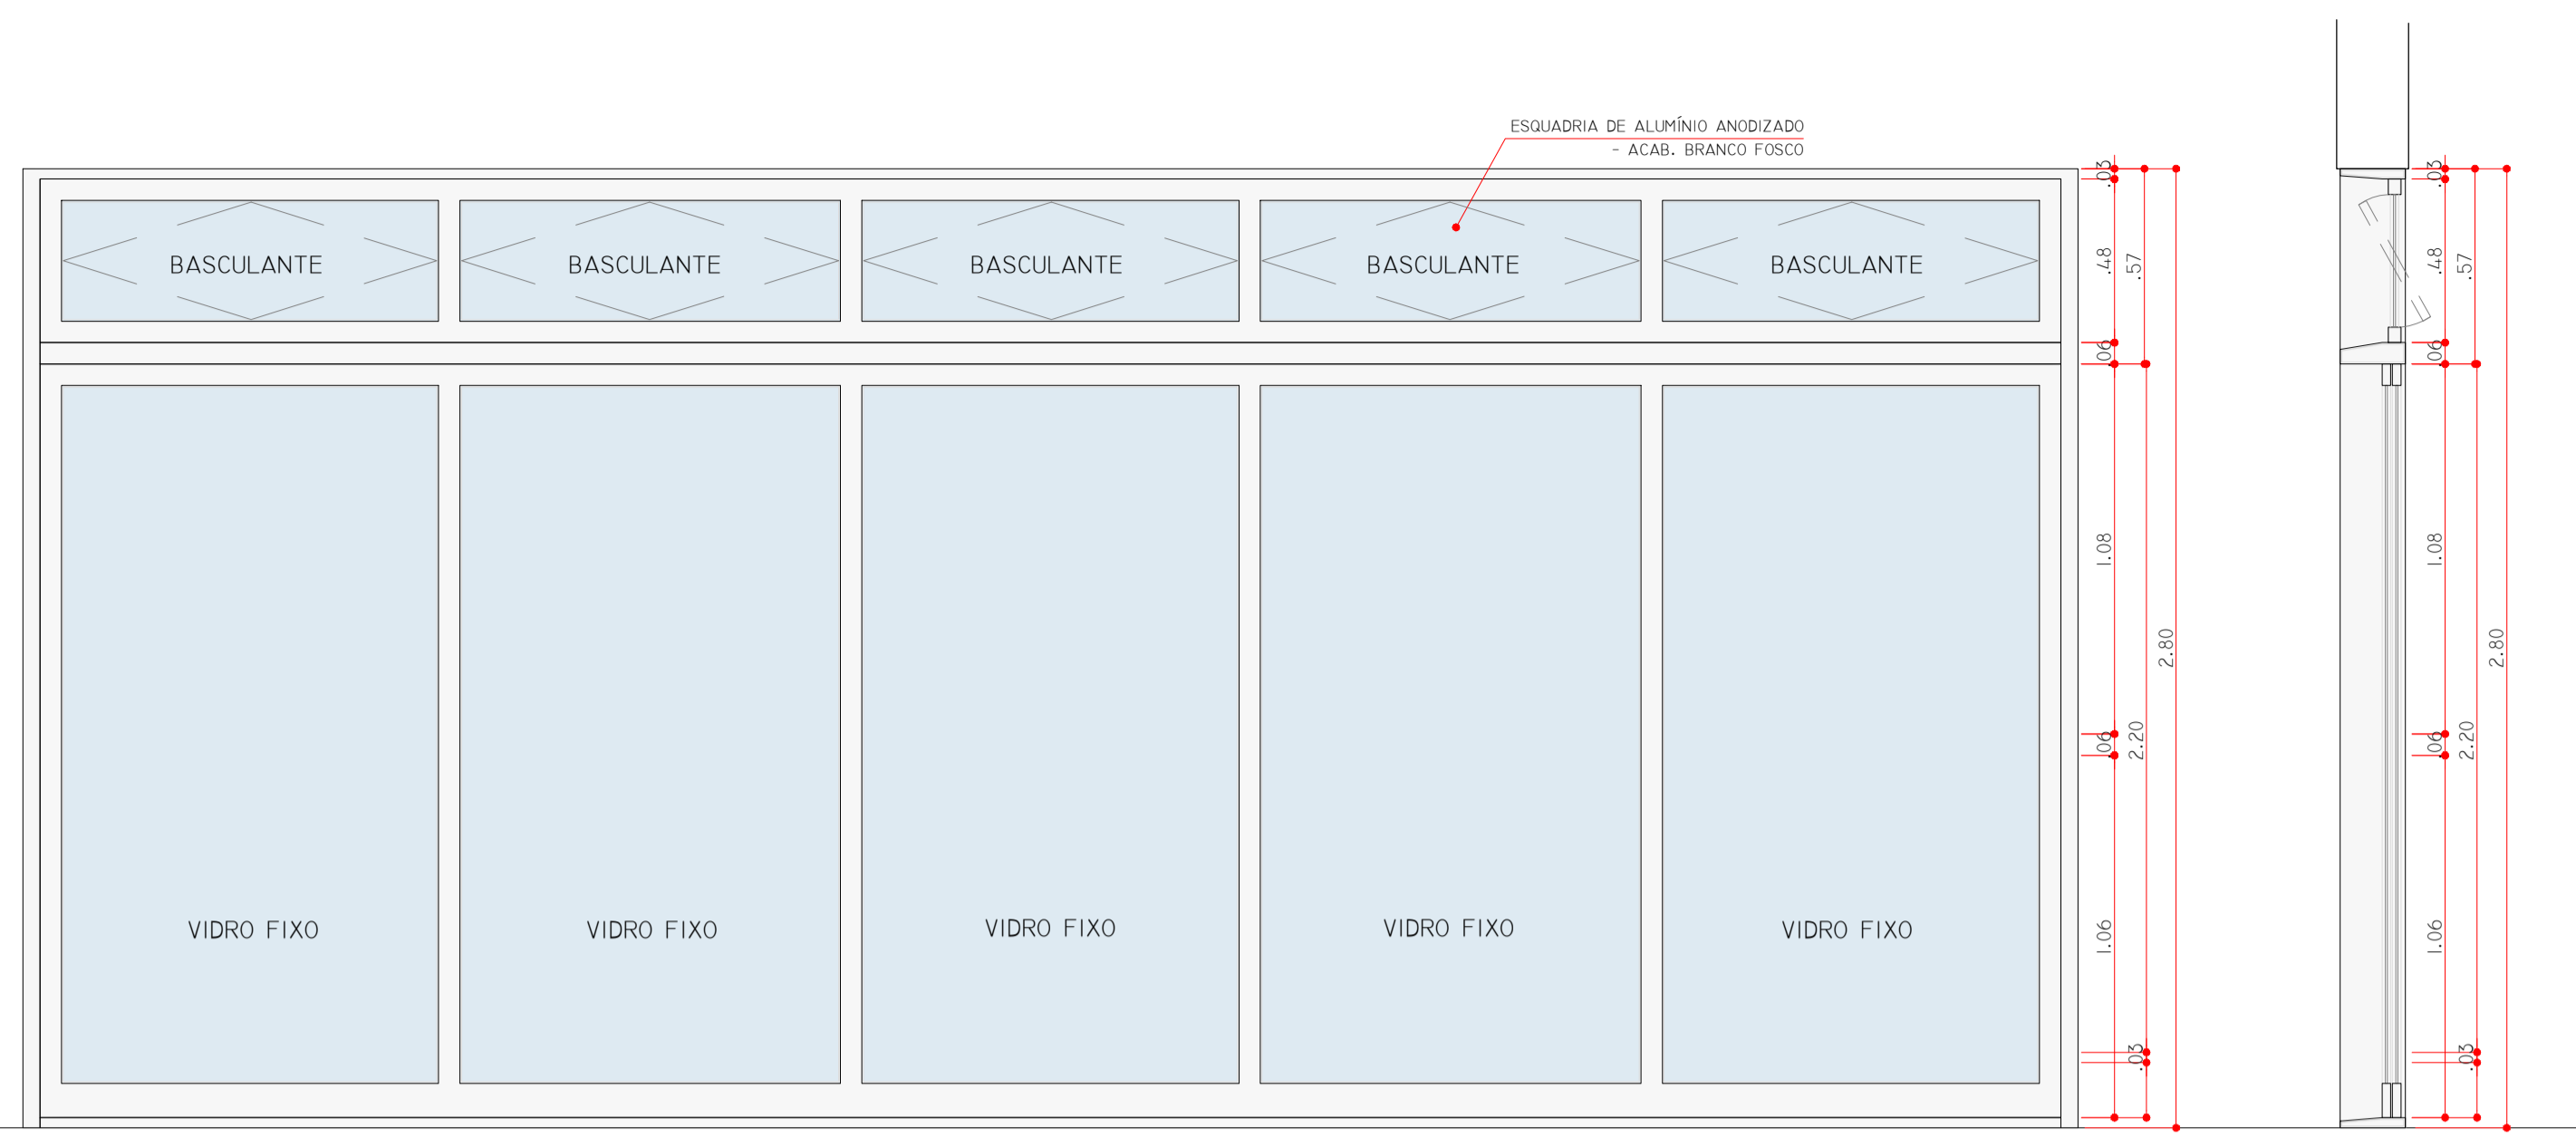 ESQUADRIA DE ALUMÍNIO ANODIZADO
- ACAB. BRANCO FOSCO
BASCULANTE
BASCULANTE
BASCULANTE
BASCULANTE
BASCULANTE
VIDRO FIXO
VIDRO FIXO
VIDRO FIXO
VIDRO FIXO
VIDRO FIXO
.03
.48
.57
.06
1.08
2.80
.06
2.20
1.06
.03
.03
.48
.57
.06
1.08
2.80
.06
2.20
1.06
.03